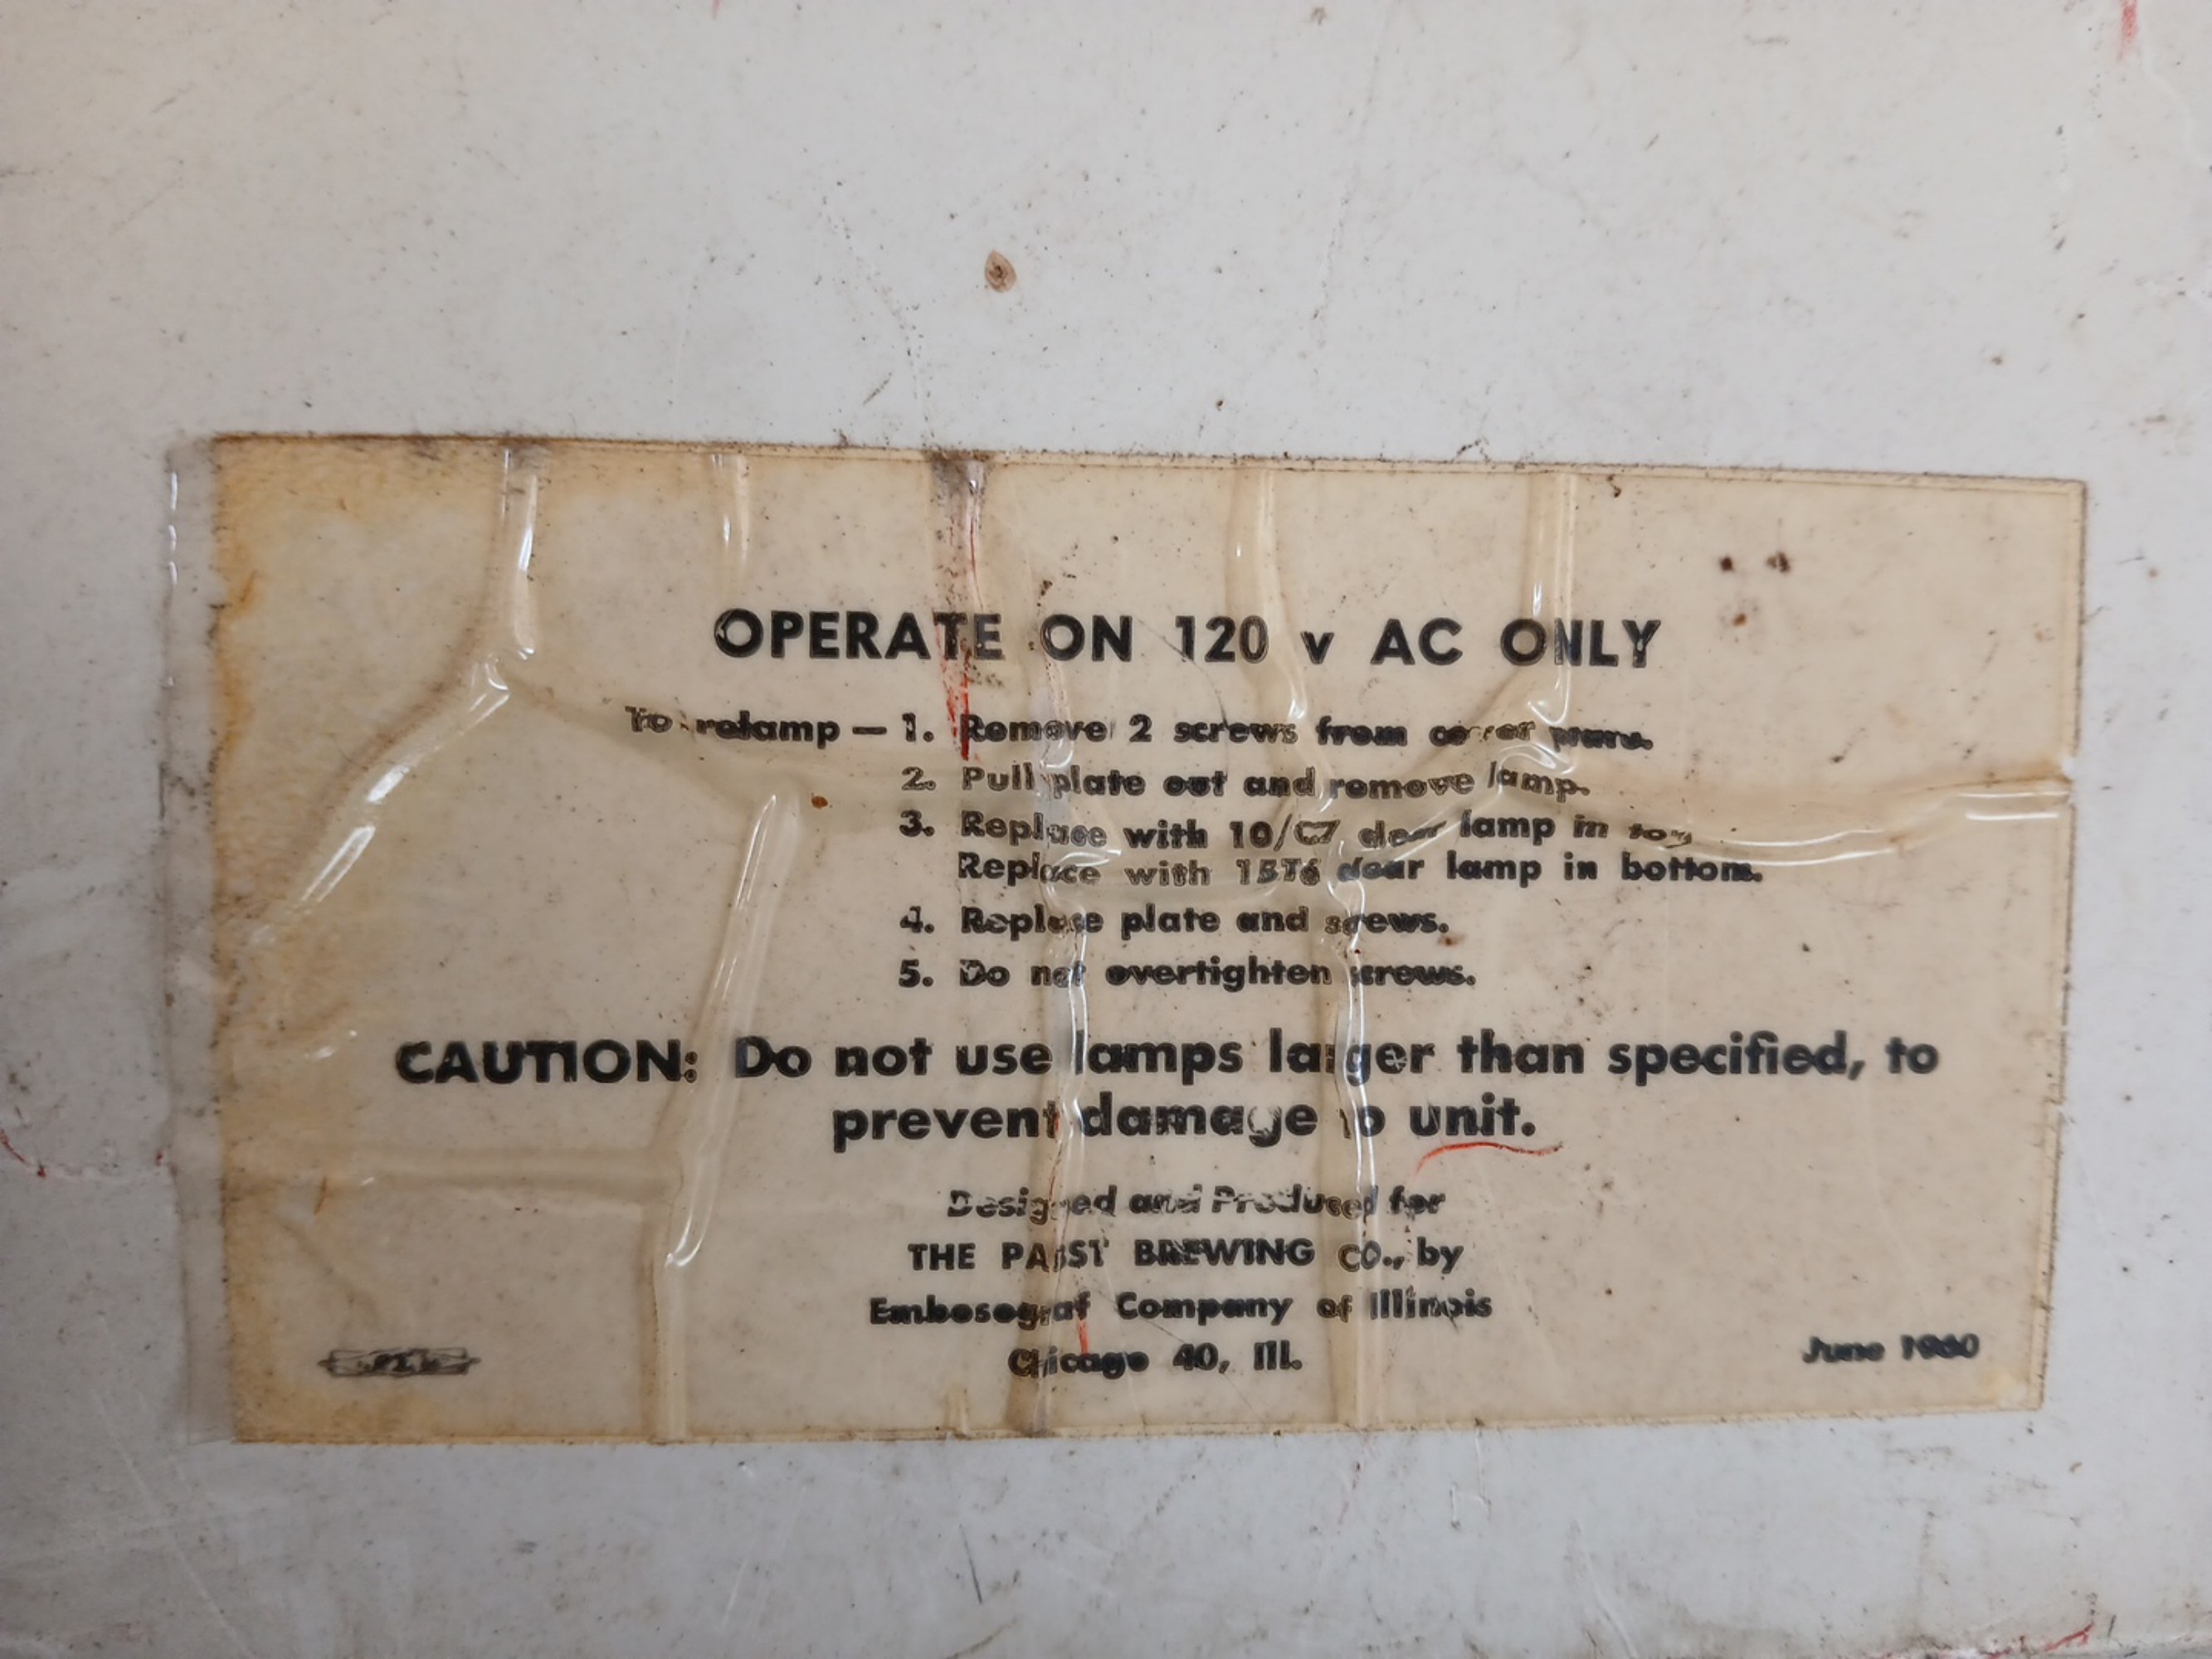 OPERATE ON 120 v AC ONLY
To relamp — 1. Remove 2 screws from cover
2. Pull plate out and remove lamp.
3. Replace with 10/C7 clear lamp in top,
Replace with 15T6 clear lamp in bottom.
4. Replace plate and screws.
5. Do not overtighten screws.
CAUTION: Do not use lamps larger than specified, to
prevent damage to unit.
Designed and Produced for
THE PABST BREWING CO., by
Embosograf Company of Illinois
Chicago 40, Ill.
June 1960